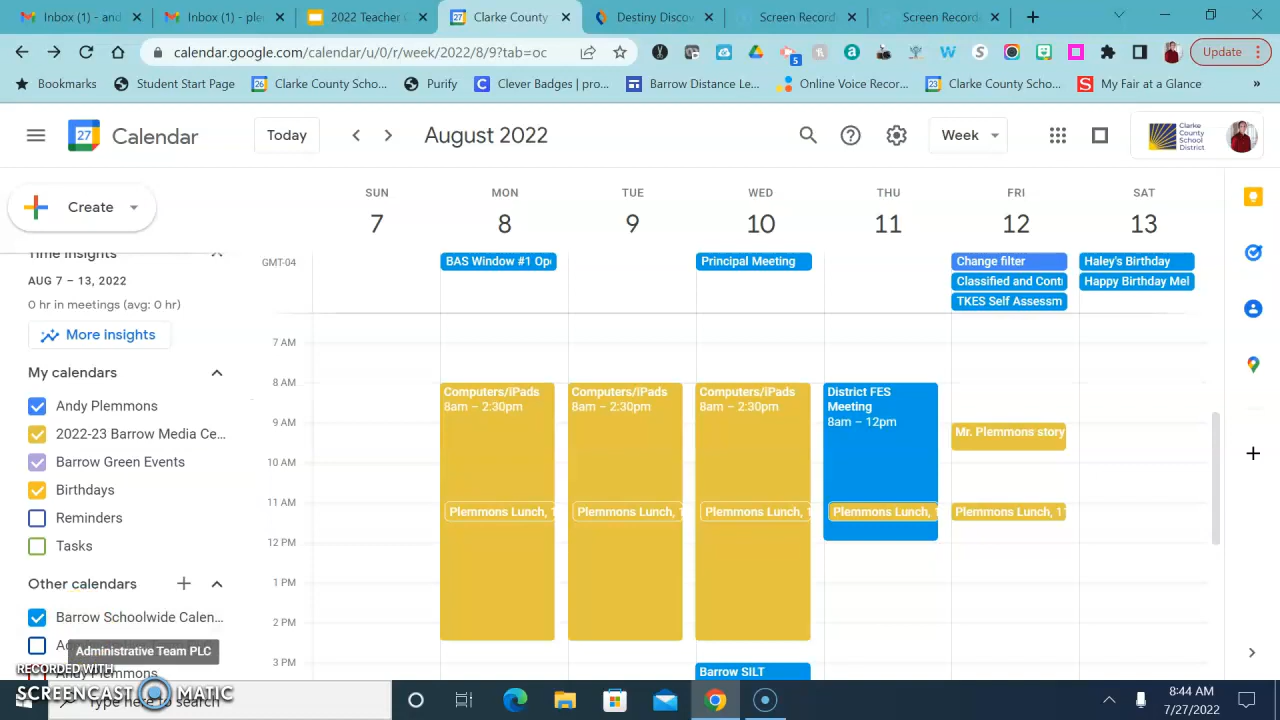 Inbox (1) - and
Inbox (1) - ple
2022 Teacher
Clarke County
Destiny Discov
Screen Record
Screen Record
calendar.google.com/calendar/u/0/r/week/2022/8/9?tab=oc
Update
5
Bookmarks
Student Start Page
Clarke County Scho...
Purify
Clever Badges | pro...
Barrow Distance Le...
Online Voice Recor...
Clarke County Scho...
My Fair at a Glance
»
27
Calendar
Today
August 2022
Week
Clarke
County
School
District
Create
SUN
7
MON
8
TUE
9
WED
10
THU
11
FRI
12
SAT
13
GMT-04
BAS Window #1 Op
Principal Meeting
Change filter
Classified and Cont
TKES Self Assessm
Haley's Birthday
Happy Birthday Mel
Time Insights
AUG 7 – 13, 2022
0 hr in meetings (avg: 0 hr)
More insights
My calendars
Andy Plemmons
2022-23 Barrow Media Ce...
Barrow Green Events
Birthdays
Reminders
Tasks
Other calendars
Barrow Schoolwide Calen...
Administrative Team PLC
Andy Plemmons
7 AM
8 AM
9 AM
10 AM
11 AM
12 PM
1 PM
2 PM
3 PM
Computers/iPads
8am – 2:30pm
Plemmons Lunch, 1
Computers/iPads
8am – 2:30pm
Plemmons Lunch, 1
Computers/iPads
8am – 2:30pm
Plemmons Lunch, 1
Barrow SILT
District FES
Meeting
8am – 12pm
Plemmons Lunch, 1
Mr. Plemmons story
Plemmons Lunch, 11
RECORDED WITH
SCREENCAST MATIC
Type here to search
8:44 AM
7/27/2022